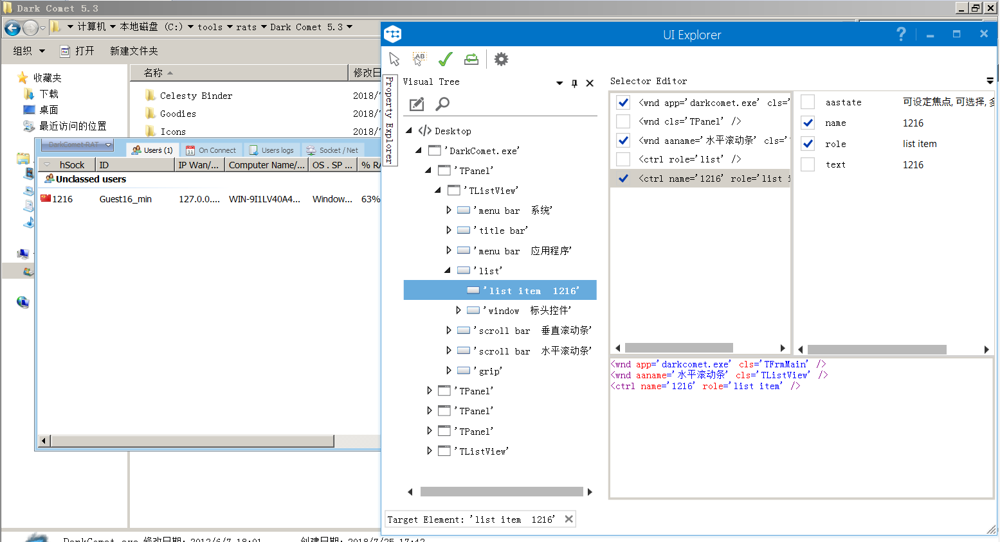 Dark Comet 5.3
计算机 本地磁盘 (C:) tools rats Dark Comet 5.3
组织 打开 新建文件夹
收藏夹
下载
桌面
最近访问的位置
名称 修改日
Celesty Binder 2018/7
Goodies 2018/7
Icons 2018/7
DarkComet-RAT
Users (1) On Connect Users logs Socket / Net
hSock ID IP Wan/... Computer Name/... OS . SP ... % RA
Unclassed users
1216 Guest16_min 127.0.0.... WIN-9I1LV40A4... Window... 63%
DarkComet.exe 修改日期: 2012/6/7 18:01 创建日期: 2018/7/25 17:42
UI Explorer
Property Explorer
Visual Tree
</> Desktop
'DarkComet.exe'
'TPanel'
'TListView'
'menu bar 系统'
'title bar'
'menu bar 应用程序'
'list'
'list item 1216'
'window 标头控件'
'scroll bar 垂直滚动条'
'scroll bar 水平滚动条'
'grip'
'TPanel'
'TPanel'
'TPanel'
'TListView'
Target Element: 'list item 1216'
Selector Editor
<wnd app='darkcomet.exe' cls='
<wnd cls='TPanel' />
<wnd aaname='水平滚动条' cls='
<ctrl role='list' />
<ctrl name='1216' role='list i
aastate 可设定焦点, 可选择, 多
name 1216
role list item
text 1216
<wnd app='darkcomet.exe' cls='TFrmMain' />
<wnd aaname='水平滚动条' cls='TListView' />
<ctrl name='1216' role='list item' />